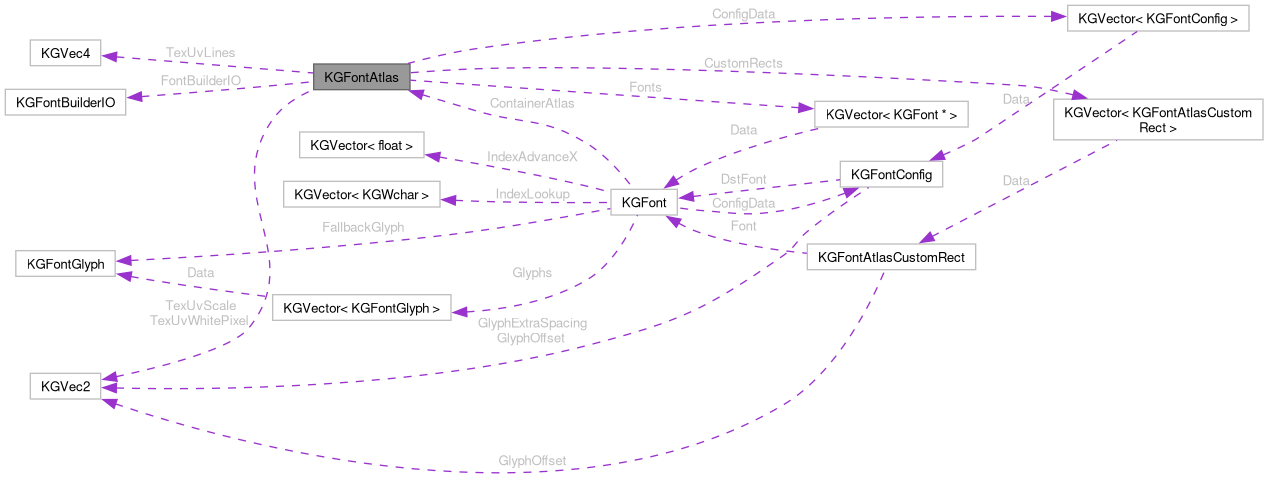 ConfigData
KGVector< KGFontConfig >
KGVec4
TexUvLines
KGFontAtlas
CustomRects
FontBuilderIO
Fonts
KGFontBuilderIO
ContainerAtlas
Data
KGVector< KGFont * >
KGVector< KGFontAtlasCustom
Rect >
Data
KGVector< float >
IndexAdvanceX
DstFont
KGFontConfig
Data
KGVector< KGWchar >
IndexLookup
KGFont
ConfigData
FallbackGlyph
Font
KGFontGlyph
Data
Glyphs
KGFontAtlasCustomRect
TexUvScale
TexUvWhitePixel
KGVector< KGFontGlyph >
GlyphExtraSpacing
GlyphOffset
KGVec2
GlyphOffset